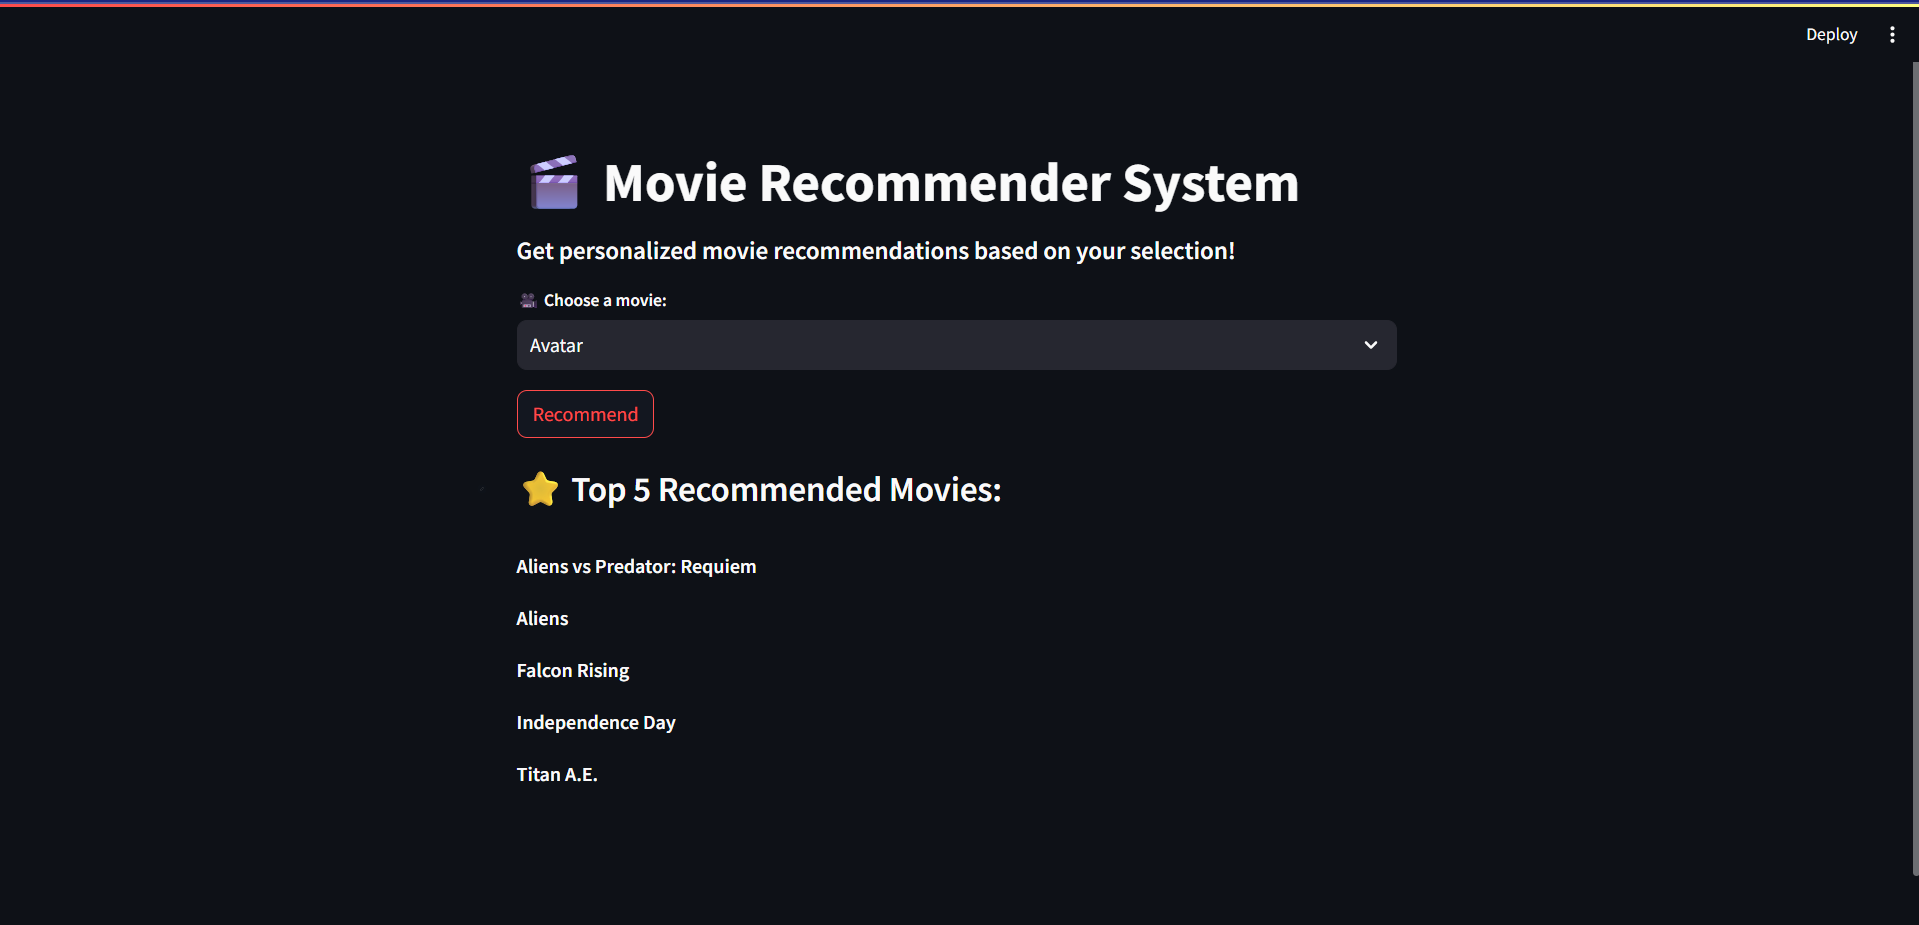 Deploy
Movie Recommender System
Get personalized movie recommendations based on your selection!
Choose a movie:
Avatar
Recommend
Top 5 Recommended Movies:
Aliens vs Predator: Requiem
Aliens
Falcon Rising
Independence Day
Titan A.E.